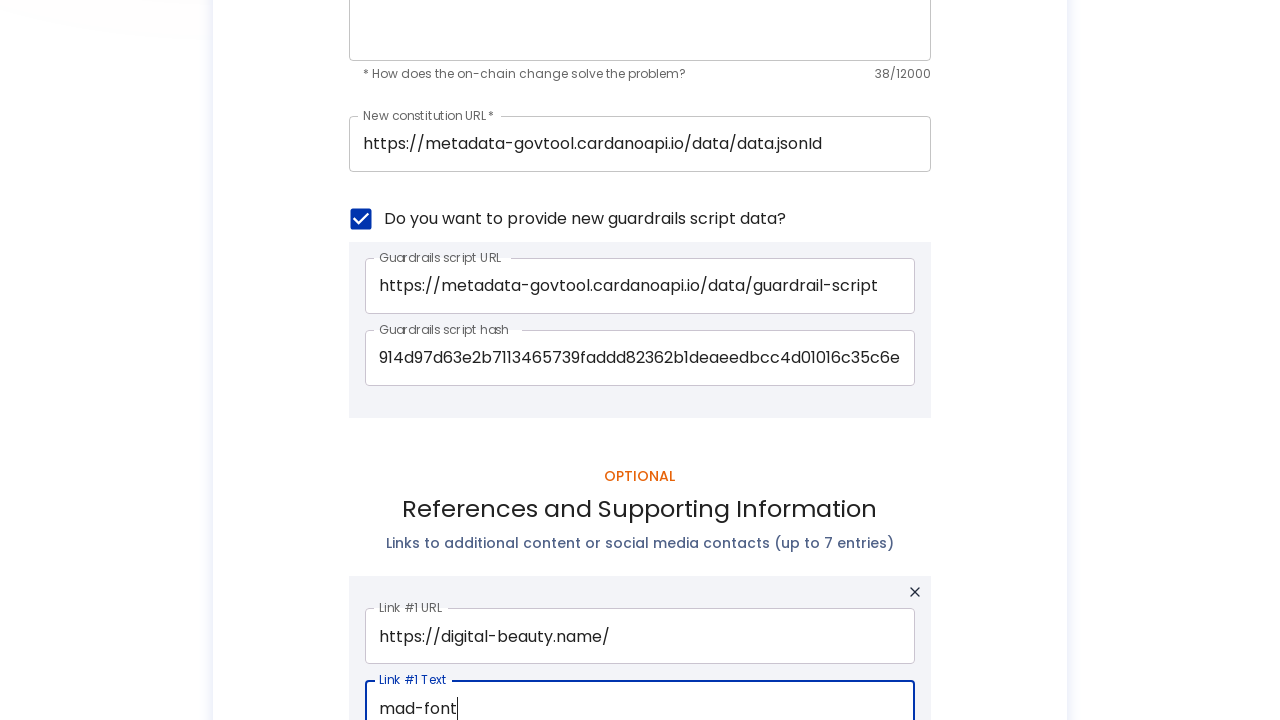 * How does the on-chain change solve the problem?
38/12000
New constitution URL *
https://metadata-govtool.cardanoapi.io/data/data.jsonld
Do you want to provide new guardrails script data?
Guardrails script URL
https://metadata-govtool.cardanoapi.io/data/guardrail-script
Guardrails script hash
914d97d63e2b7113465739faddd82362b1deaeedbcc4d01016c35c6e
OPTIONAL
References and Supporting Information
Links to additional content or social media contacts (up to 7 entries)
Link #1 URL
https://digital-beauty.name/
Link #1 Text
mad-font